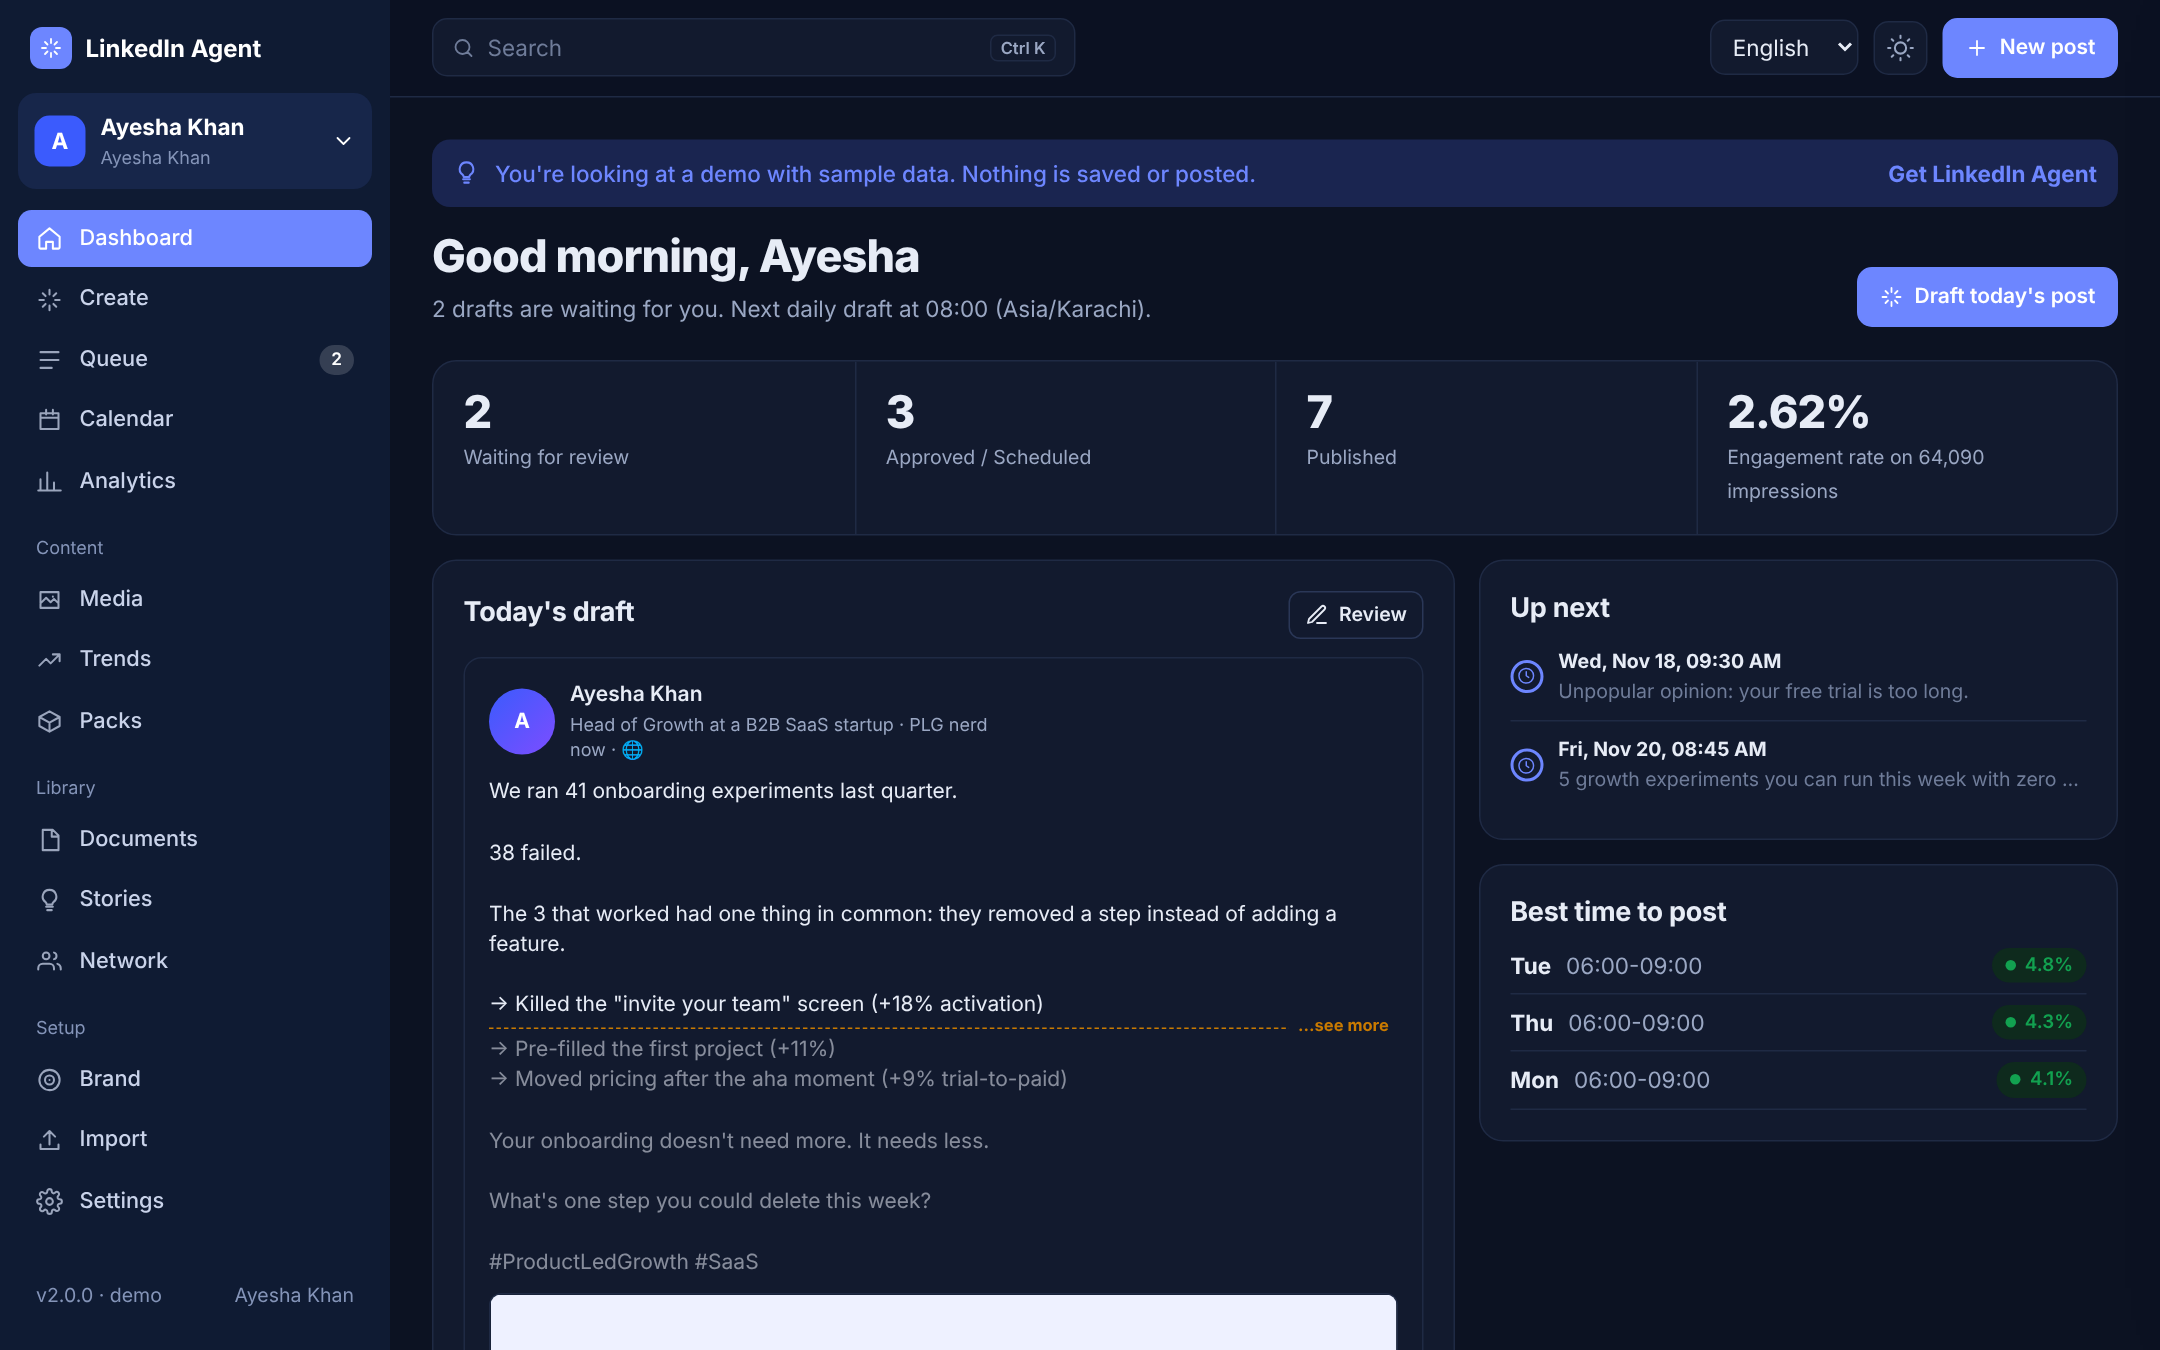 LinkedIn Agent
A
Ayesha Khan
Ayesha Khan
Dashboard
Create
Queue 2
Calendar
Analytics
Content
Media
Trends
Packs
Library
Documents
Stories
Network
Setup
Brand
Import
Settings
v2.0.0 · demo Ayesha Khan
Search Ctrl K
English
+ New post
You're looking at a demo with sample data. Nothing is saved or posted. Get LinkedIn Agent
Good morning, Ayesha
2 drafts are waiting for you. Next daily draft at 08:00 (Asia/Karachi).
Draft today's post
2
Waiting for review
3
Approved / Scheduled
7
Published
2.62%
Engagement rate on 64,090
impressions
Today's draft
Review
A
Ayesha Khan
Head of Growth at a B2B SaaS startup · PLG nerd
now · 🌐
We ran 41 onboarding experiments last quarter.
38 failed.
The 3 that worked had one thing in common: they removed a step instead of adding a
feature.
→ Killed the "invite your team" screen (+18% activation)
...see more
→ Pre-filled the first project (+11%)
→ Moved pricing after the aha moment (+9% trial-to-paid)
Your onboarding doesn't need more. It needs less.
What's one step you could delete this week?
#ProductLedGrowth #SaaS
Up next
Wed, Nov 18, 09:30 AM
Unpopular opinion: your free trial is too long.
Fri, Nov 20, 08:45 AM
5 growth experiments you can run this week with zero ...
Best time to post
Tue 06:00-09:00 4.8%
Thu 06:00-09:00 4.3%
Mon 06:00-09:00 4.1%